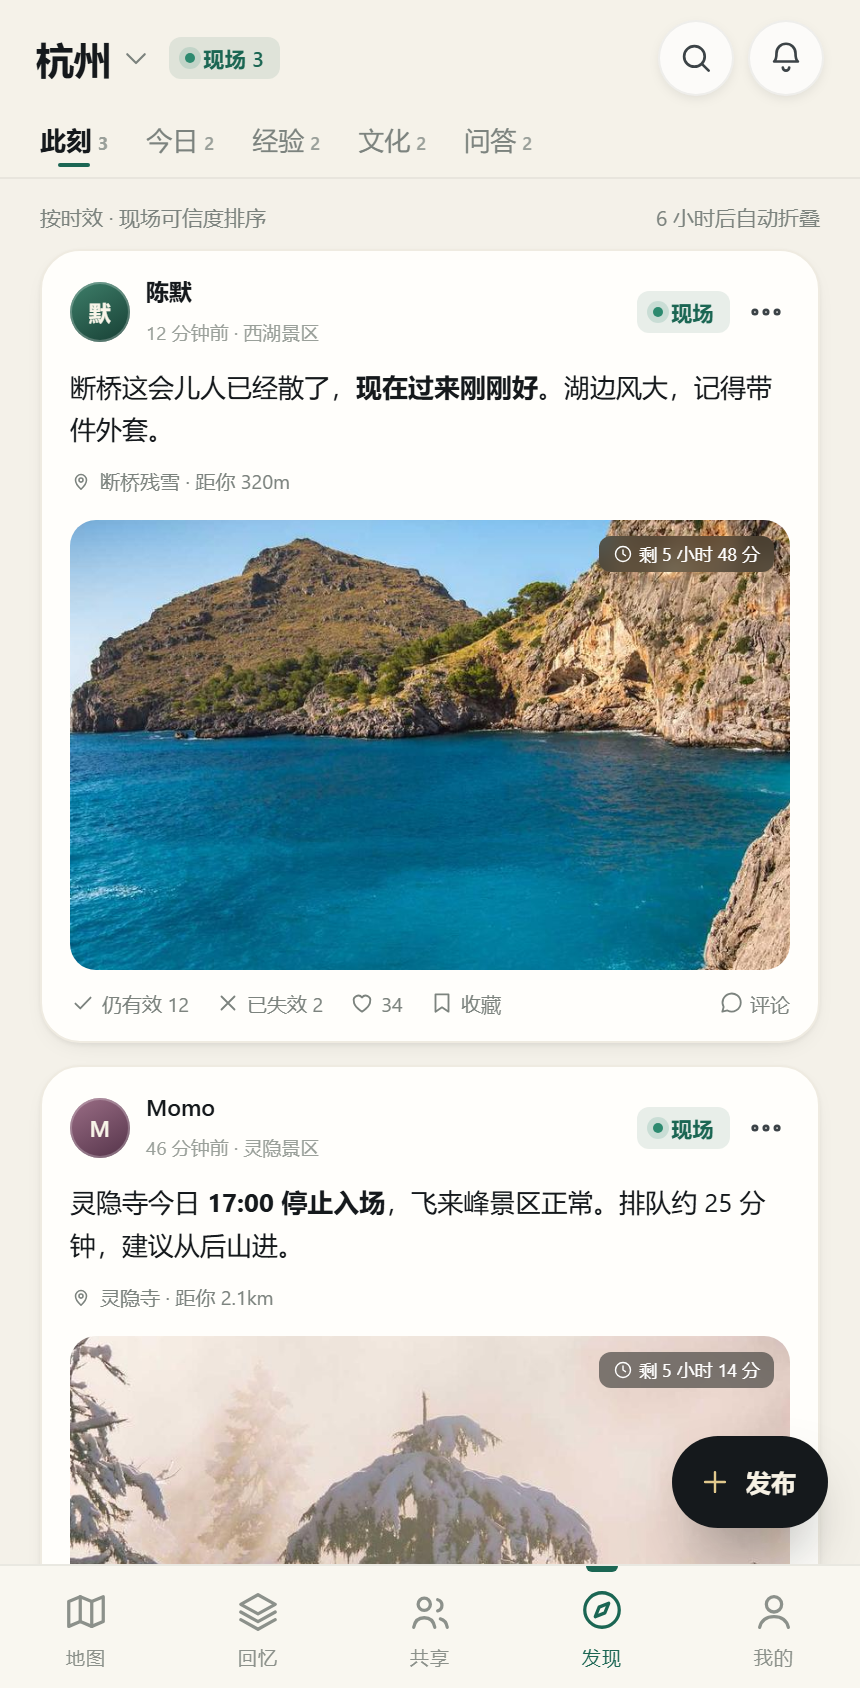 杭州 现场 3
此刻 3 今日 2 经验 2 文化 2 问答 2
按时效 · 现场可信度排序 6 小时后自动折叠
默 陈默
12 分钟前 · 西湖景区
现场
断桥这会儿人已经散了，现在过来刚刚好。湖边风大，记得带
件外套。
断桥残雪 · 距你 320m
剩 5 小时 48 分
仍有效 12 已失效 2 34 收藏 评论
M Momo
46 分钟前 · 灵隐景区
现场
灵隐寺今日 17:00 停止入场，飞来峰景区正常。排队约 25 分
钟，建议从后山进。
灵隐寺 · 距你 2.1km
剩 5 小时 14 分
发布
地图 回忆 共享 发现 我的